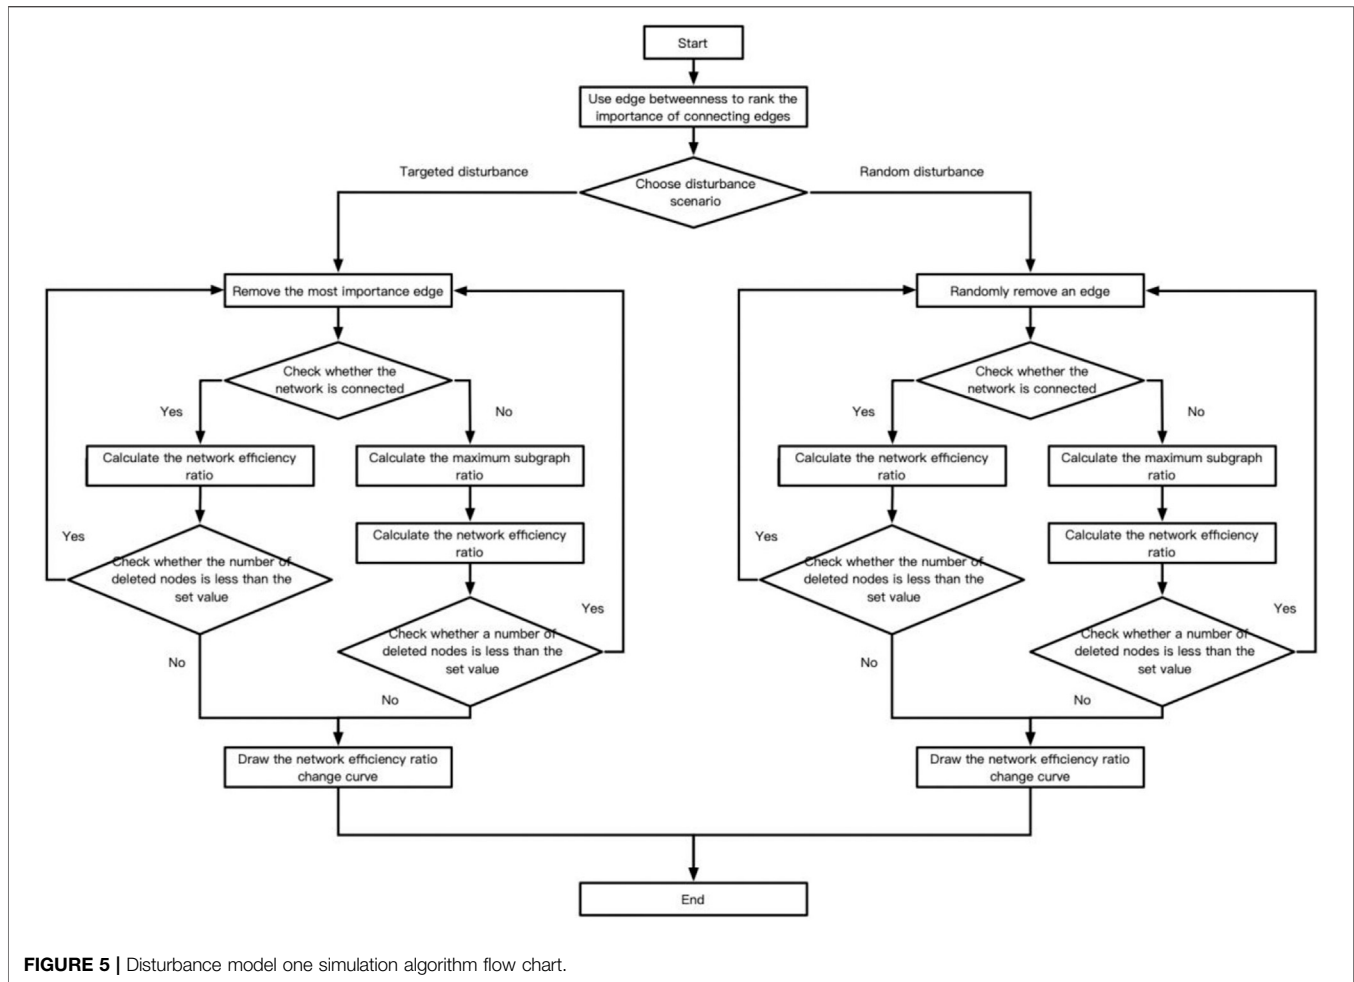 Start
Use edge betweenness to rank the
importance of connecting edges
Targeted disturbance
Random disturbance
Choose disturbance
scenario
Remove the most importance edge
Check whether the
network is connected
Yes
No
Calculate the network efficiency
ratio
Calculate the maximum subgraph
ratio
Calculate the network efficiency
ratio
Yes
Check whether the number of
deleted nodes is less than the
set value
Yes
Check whether a number of
deleted nodes is less than the
set value
No
No
Draw the network efficiency ratio
change curve
Randomly remove an edge
Check whether the
network is connected
Yes
No
Calculate the network efficiency
ratio
Calculate the maximum subgraph
ratio
Calculate the network efficiency
ratio
Yes
Check whether the number of
deleted nodes is less than the
set value
Yes
Check whether a number of
deleted nodes is less than the
set value
No
No
Draw the network efficiency ratio
change curve
End
FIGURE 5 | Disturbance model one simulation algorithm flow chart.